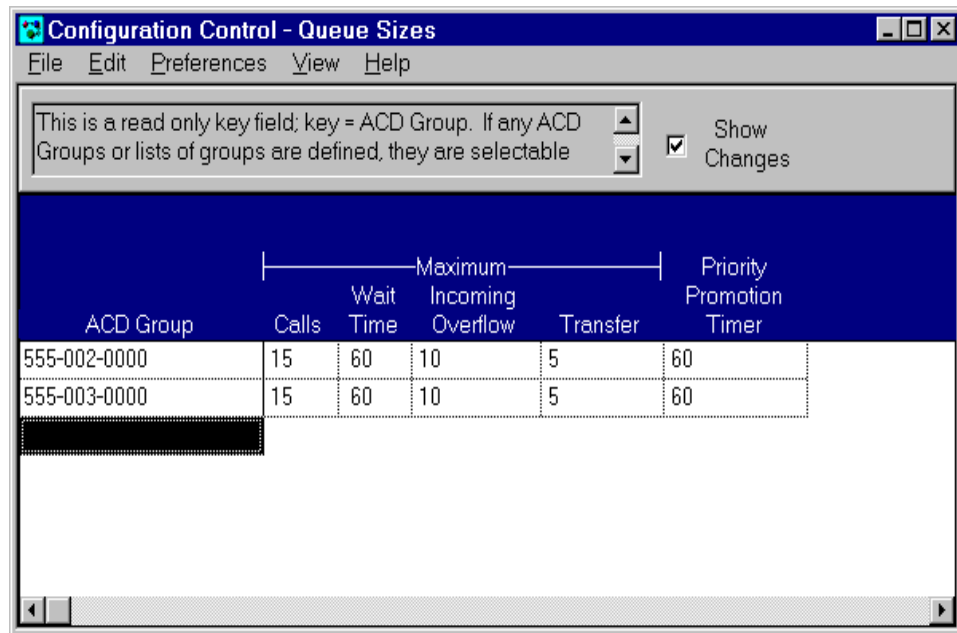 Configuration Control - Queue Sizes
File Edit Preferences View Help
This is a read only key field; key = ACD Group. If any ACD
Groups or lists of groups are defined, they are selectable
Show
Changes
Maximum
Priority
Wait Incoming Promotion
ACD Group Calls Time Overflow Transfer Timer
555-002-0000 15 60 10 5 60
555-003-0000 15 60 10 5 60